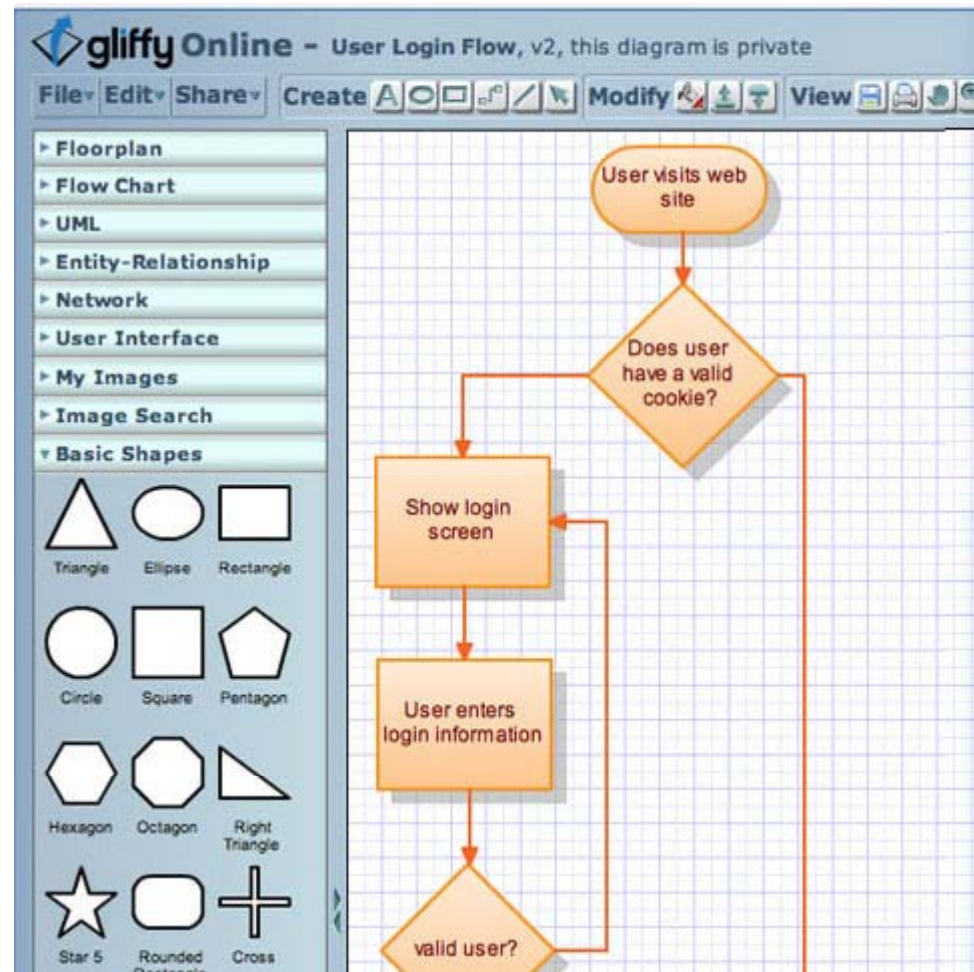 gliffy Online – User Login Flow, v2, this diagram is private
File Edit Share Create A Modify View
Floorplan
Flow Chart
UML
Entity-Relationship
Network
User Interface
My Images
Image Search
Basic Shapes
Triangle Ellipse Rectangle
Circle Square Pentagon
Hexagon Octagon Right
Triangle
Star 5 Rounded Cross
Rectangle
User visits web
site
Does user
have a valid
cookie?
Show login
screen
User enters
login information
valid user?